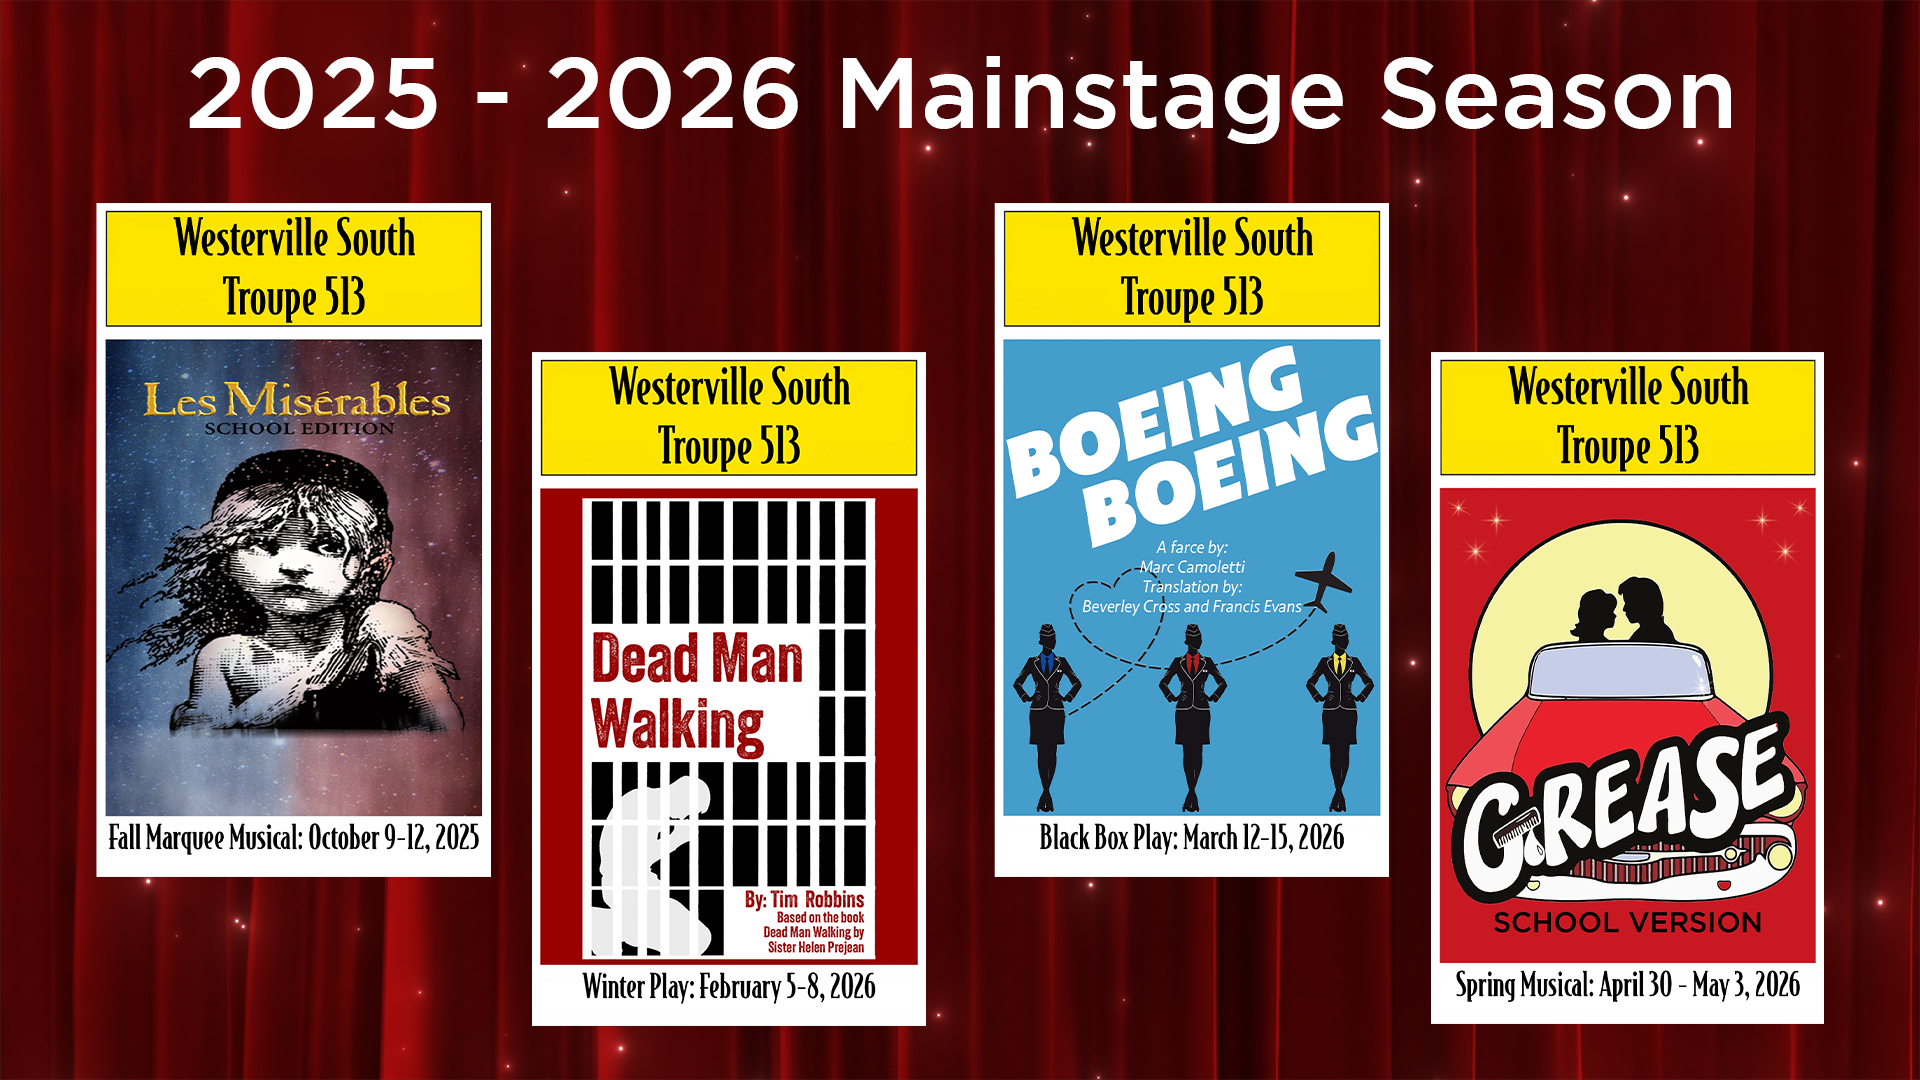 2025 - 2026 Mainstage Season
Westerville South
Troupe 513
Les Misérables
SCHOOL EDITION
Fall Marquee Musical: October 9-12, 2025
Westerville South
Troupe 513
Dead Man
Walking
By: Tim Robbins
Based on the book
Dead Man Walking by
Sister Helen Prejean
Winter Play: February 5-8, 2026
Westerville South
Troupe 513
BOEING
BOEING
A farce by:
Marc Camoletti
Translation by:
Beverley Cross and Francis Evans
Black Box Play: March 12-15, 2026
Westerville South
Troupe 513
GREASE
SCHOOL VERSION
Spring Musical: April 30 - May 3, 2026